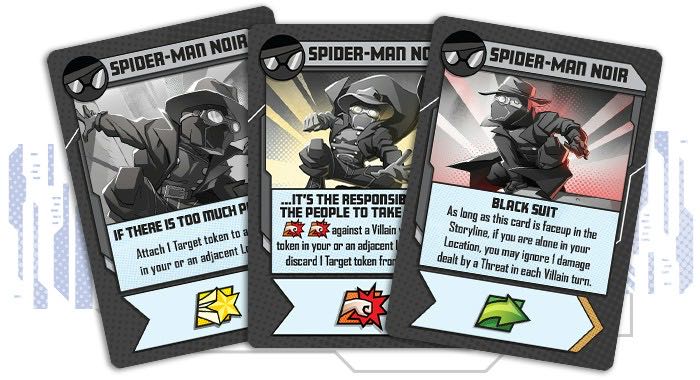 SPIDER-MAN NOIR
IF THERE IS TOO MUCH
Attach 1 Target token to a
in your or an adjacent
SPIDER-MAN
...IT'S THE
THE PEOPLE TO TAKE
against a Villain
token in your or an adjacent
discard 1 Target token
SPIDER-MAN NOIR
BLACK SUIT
As long as this card is faceup in the
Storyline, if you are alone in your
Location, you may ignore 1 damage
dealt by a Threat in each Villain turn.